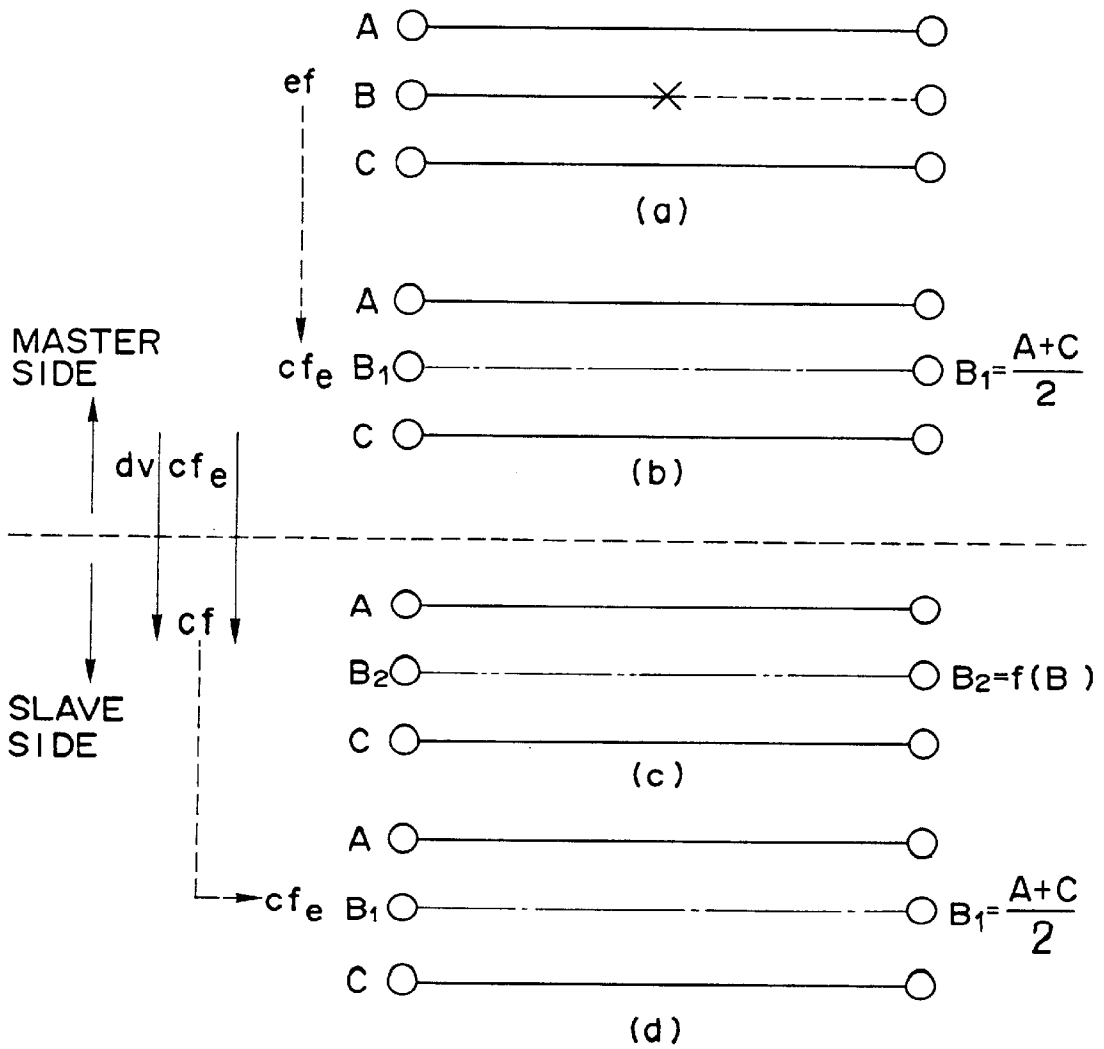 A
ef B
C
(a)
A
MASTER
SIDE
cfe B1 B1=A+C/2
C
(b)
dv cfe
cf
A
B2 B2=f(B )
SLAVE
SIDE
C
(c)
A
cfe B1 B1=A+C/2
C
(d)